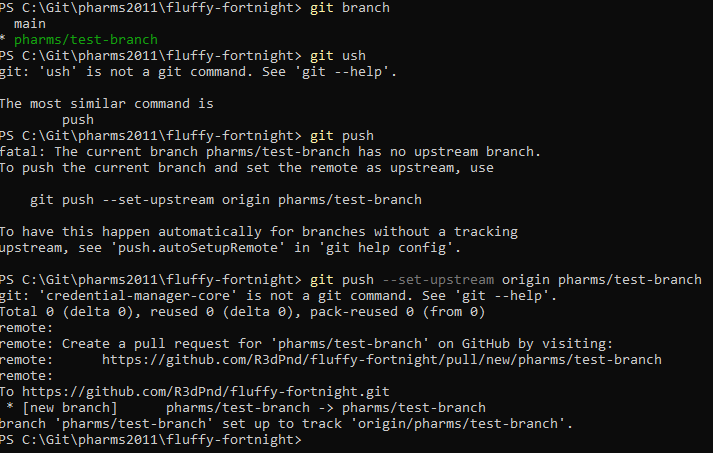 PS C:\Git\pharms2011\fluffy-fortnight> git branch
  main
* pharms/test-branch
PS C:\Git\pharms2011\fluffy-fortnight> git ush
git: 'ush' is not a git command. See 'git --help'.

The most similar command is
        push
PS C:\Git\pharms2011\fluffy-fortnight> git push
fatal: The current branch pharms/test-branch has no upstream branch.
To push the current branch and set the remote as upstream, use

    git push --set-upstream origin pharms/test-branch

To have this happen automatically for branches without a tracking
upstream, see 'push.autoSetupRemote' in 'git help config'.

PS C:\Git\pharms2011\fluffy-fortnight> git push --set-upstream origin pharms/test-branch
git: 'credential-manager-core' is not a git command. See 'git --help'.
Total 0 (delta 0), reused 0 (delta 0), pack-reused 0 (from 0)
remote:
remote: Create a pull request for 'pharms/test-branch' on GitHub by visiting:
remote:      https://github.com/R3dPnd/fluffy-fortnight/pull/new/pharms/test-branch
remote:
To https://github.com/R3dPnd/fluffy-fortnight.git
 * [new branch]      pharms/test-branch -> pharms/test-branch
branch 'pharms/test-branch' set up to track 'origin/pharms/test-branch'.
PS C:\Git\pharms2011\fluffy-fortnight>